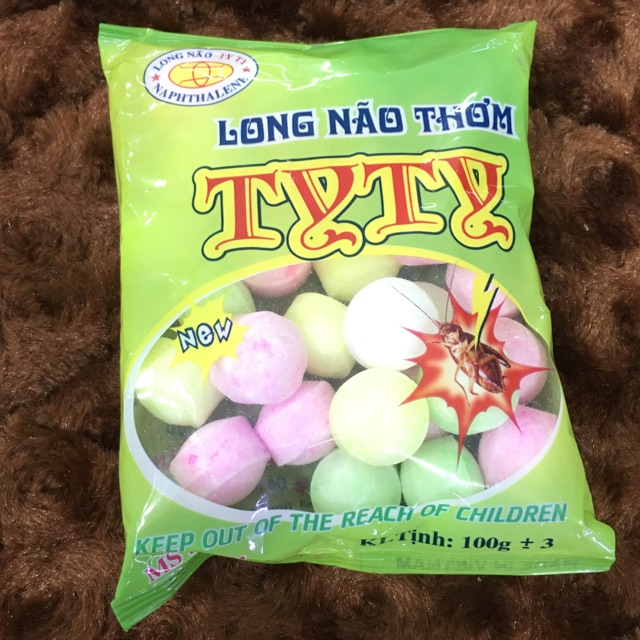 LONG NÃO TYTY
NAPHTHALENE
LONG NÃO THƠM
TYTY
NEW
KEEP OUT OF THE REACH OF CHILDREN
KL Tịnh: 100g ± 3
MS